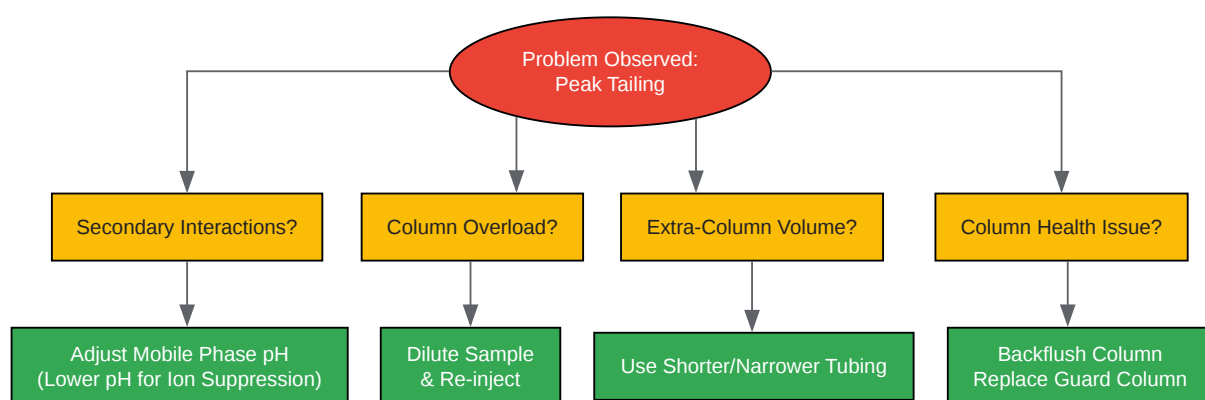 Problem Observed:
Peak Tailing
Secondary Interactions?
Column Overload?
Extra-Column Volume?
Column Health Issue?
Adjust Mobile Phase pH
(Lower pH for Ion Suppression)
Dilute Sample
& Re-inject
Use Shorter/Narrower Tubing
Backflush Column
Replace Guard Column